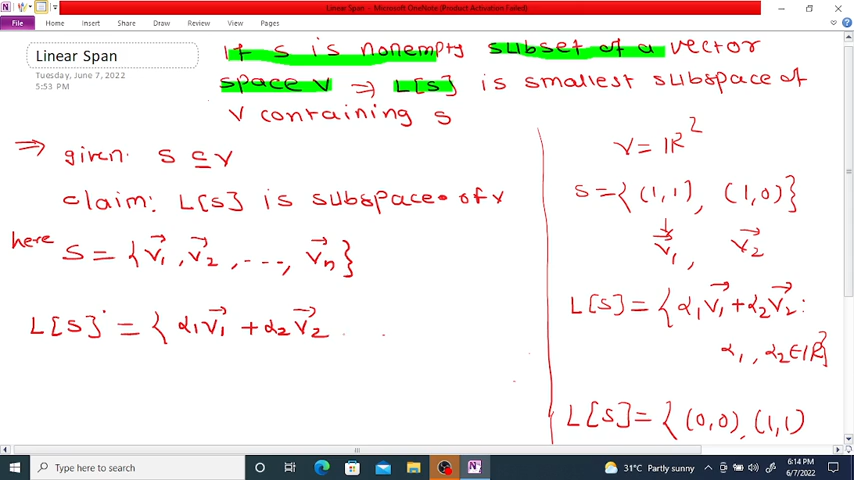 Linear Span - Microsoft OneNote (Product Activation Failed)
File Home Insert Share Draw Review View Pages
Linear Span
Tuesday, June 7, 2022
5:53 PM
If S is nonempty subset of a vector
space V ⇒ L[S] is smallest subspace of
V containing S
⇒ given: S ⊆ V
claim: L[S] is subspace of V
here S = {v⃗1, v⃗2, ..., v⃗n}
L[S] = { α1v⃗1 + α2v⃗2
V = IR²
S = { (1,1), (1,0) }
↓
v⃗1, v⃗2
L[S] = { α1v⃗1 + α2v⃗2 :
α1, α2 ∈ IR}
L[S] = { (0,0), (1,1)
Type here to search
31°C Partly sunny
6:14 PM
6/7/2022